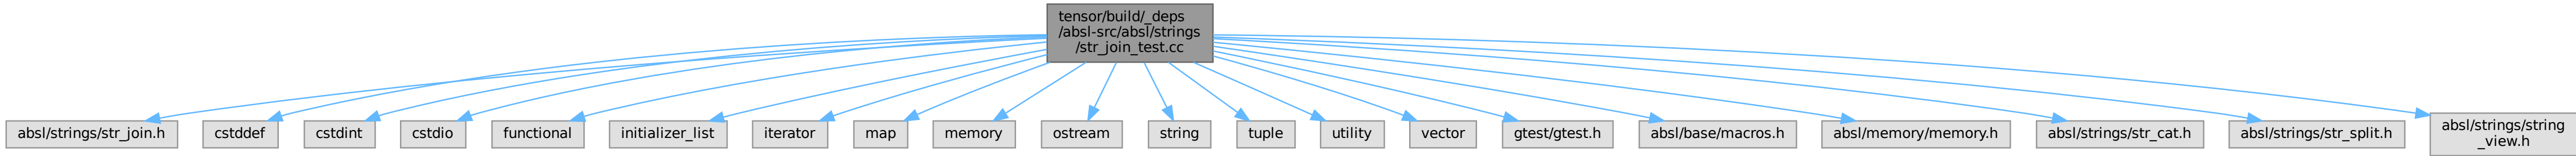 tensor/build/_deps
/absl-src/absl/strings
/str_join_test.cc
absl/strings/str_join.h
cstddef
cstdint
cstdio
functional
initializer_list
iterator
map
memory
ostream
string
tuple
utility
vector
gtest/gtest.h
absl/base/macros.h
absl/memory/memory.h
absl/strings/str_cat.h
absl/strings/str_split.h
absl/strings/string
_view.h